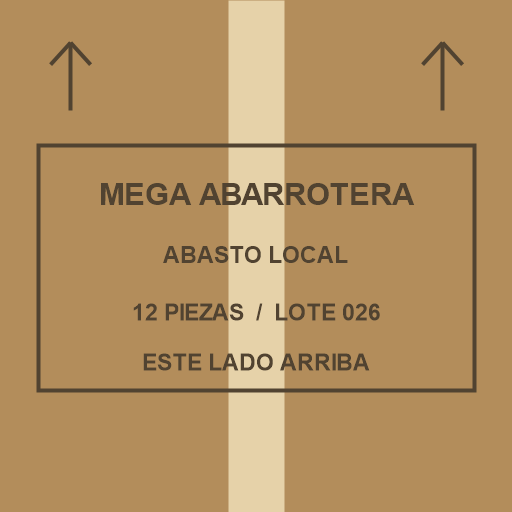 MEGA ABARROTERA
ABASTO LOCAL
12 PIEZAS / LOTE 026
ESTE LADO ARRIBA